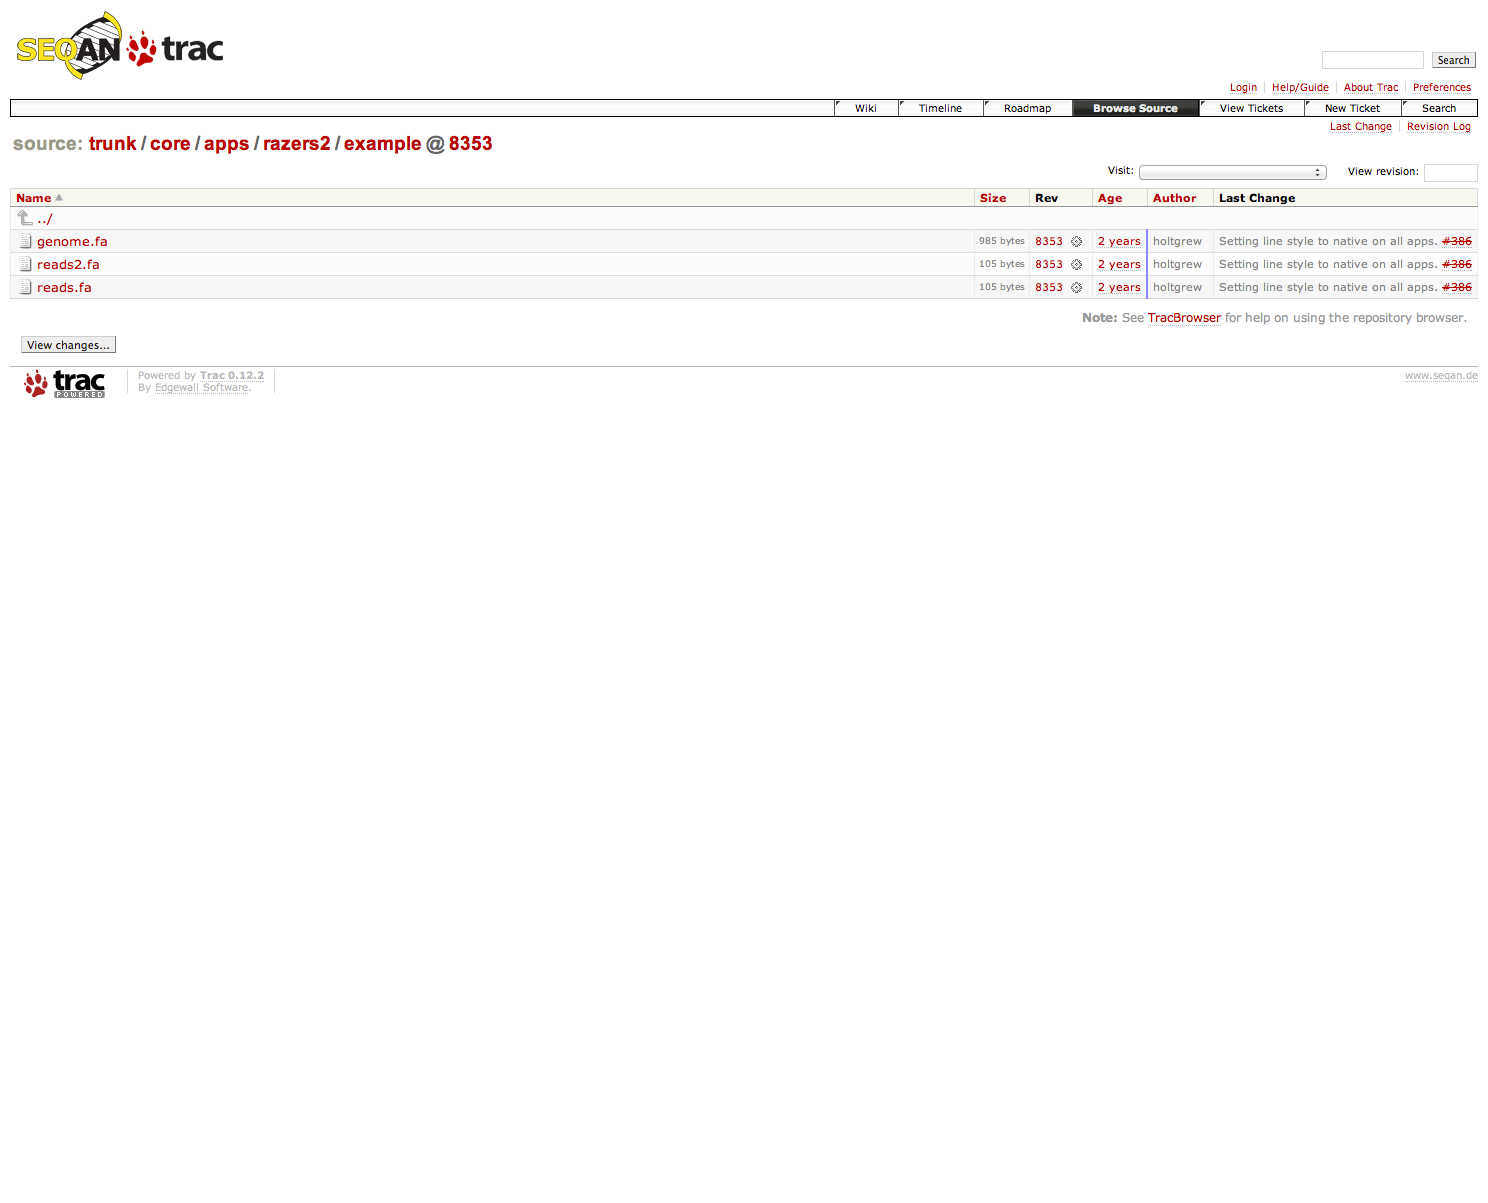 SEQAN trac
Search
Login Help/Guide About Trac Preferences
Wiki Timeline Roadmap Browse Source View Tickets New Ticket Search
Last Change Revision Log
source: trunk / core / apps / razers2 / example @ 8353
Visit: View revision:
Name Size Rev Age Author Last Change
../
genome.fa 985 bytes 8353 2 years holtgrew Setting line style to native on all apps. #386
reads2.fa 105 bytes 8353 2 years holtgrew Setting line style to native on all apps. #386
reads.fa 105 bytes 8353 2 years holtgrew Setting line style to native on all apps. #386
Note: See TracBrowser for help on using the repository browser.
View changes...
trac POWERED
Powered by Trac 0.12.2
By Edgewall Software.
www.seqan.de